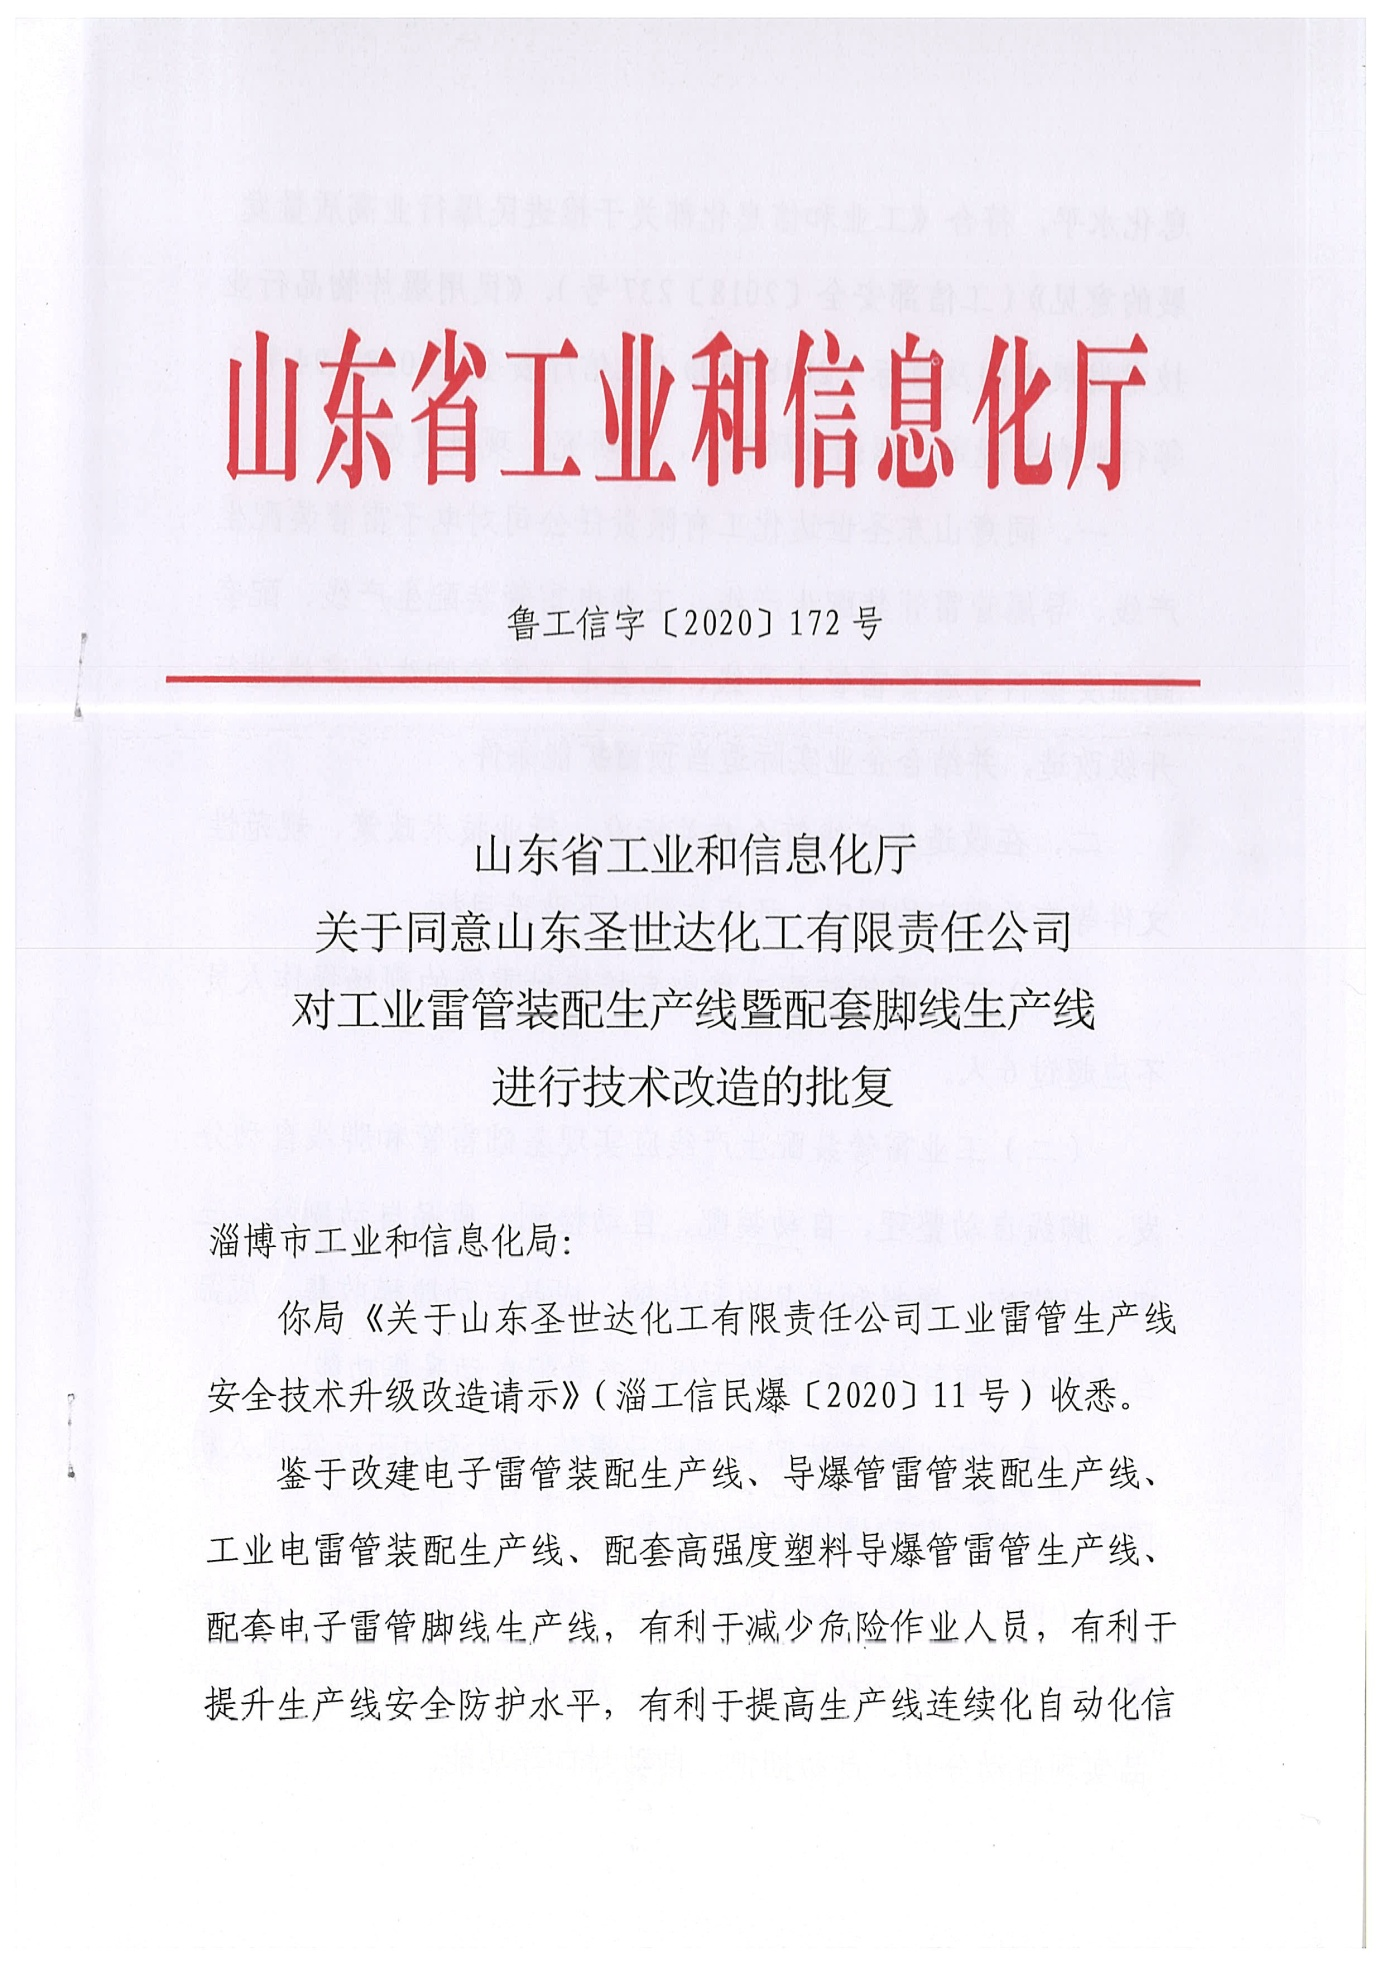 山东省工业和信息化厅
鲁工信字〔2020〕172号
山东省工业和信息化厅
关于同意山东圣世达化工有限责任公司
对工业雷管装配生产线暨配套脚线生产线
进行技术改造的批复
淄博市工业和信息化局：
你局《关于山东圣世达化工有限责任公司工业雷管生产线
安全技术升级改造请示》（淄工信民爆〔2020〕11号）收悉。
鉴于改建电子雷管装配生产线、导爆管雷管装配生产线、
工业电雷管装配生产线、配套高强度塑料导爆管雷管生产线、
配套电子雷管脚线生产线，有利于减少危险作业人员，有利于
提升生产线安全防护水平，有利于提高生产线连续化自动化信